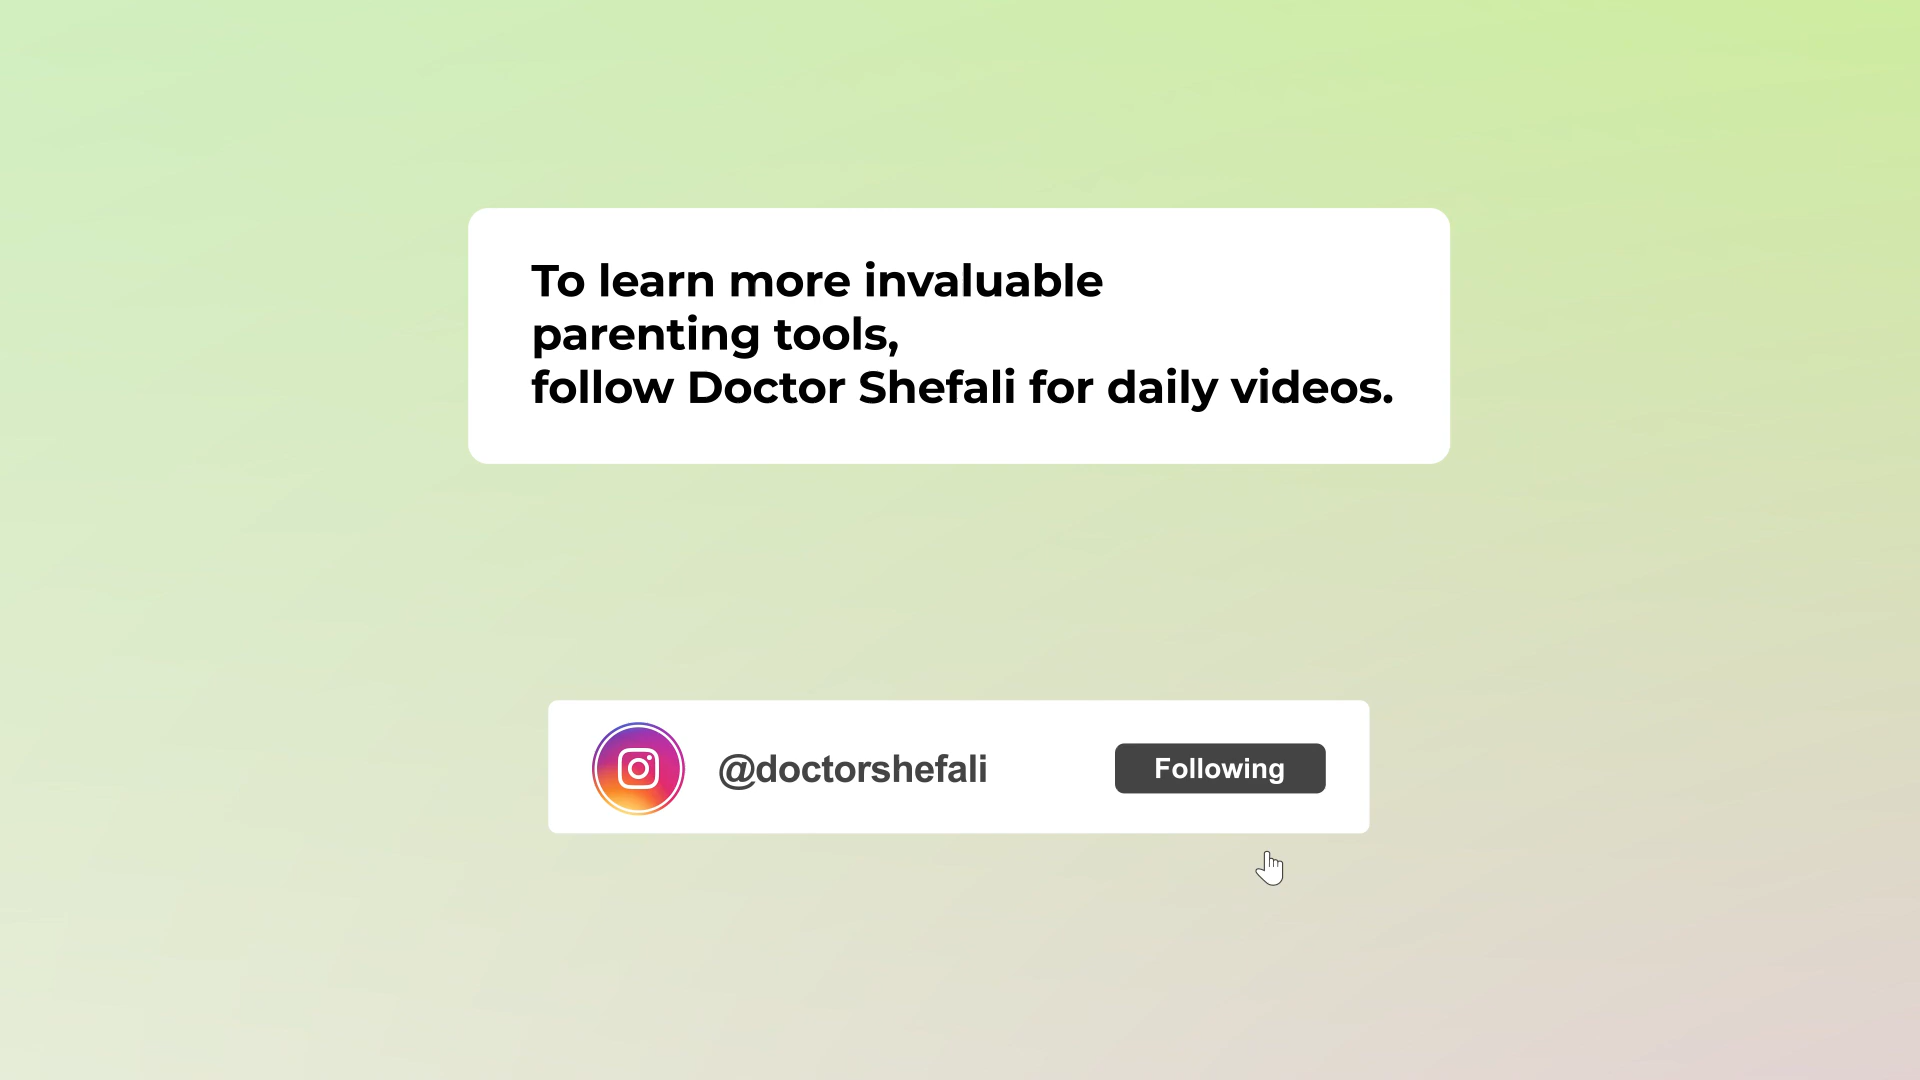 To learn more invaluable
parenting tools,
follow Doctor Shefali for daily videos.
@doctorshefali
Following